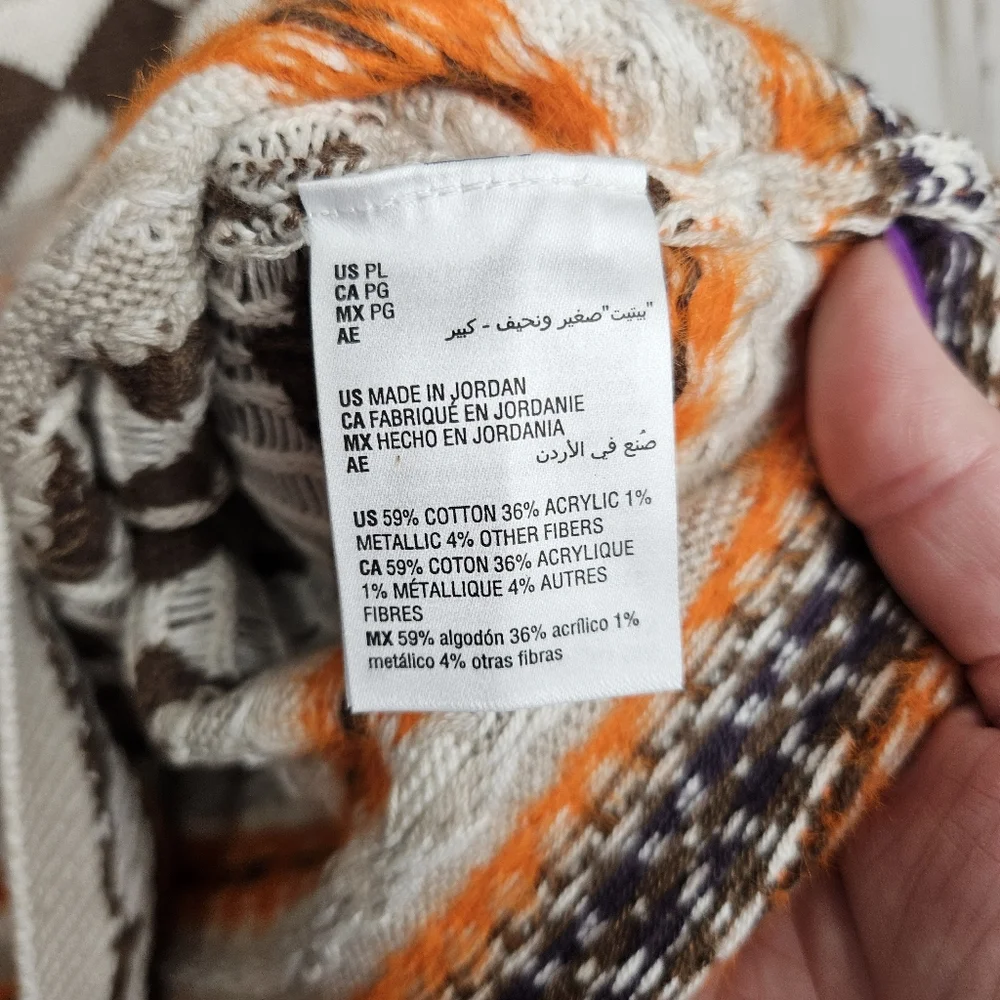 US PL
CA PG
MX PG
AE "بيتيت"صغير ونحيف - كبير
US MADE IN JORDAN
CA FABRIQUÉ EN JORDANIE
MX HECHO EN JORDANIA
AE صُنع في الأردن
US 59% COTTON 36% ACRYLIC 1%
METALLIC 4% OTHER FIBERS
CA 59% COTON 36% ACRYLIQUE
1% MÉTALLIQUE 4% AUTRES
FIBRES
MX 59% algodón 36% acrílico 1%
metálico 4% otras fibras